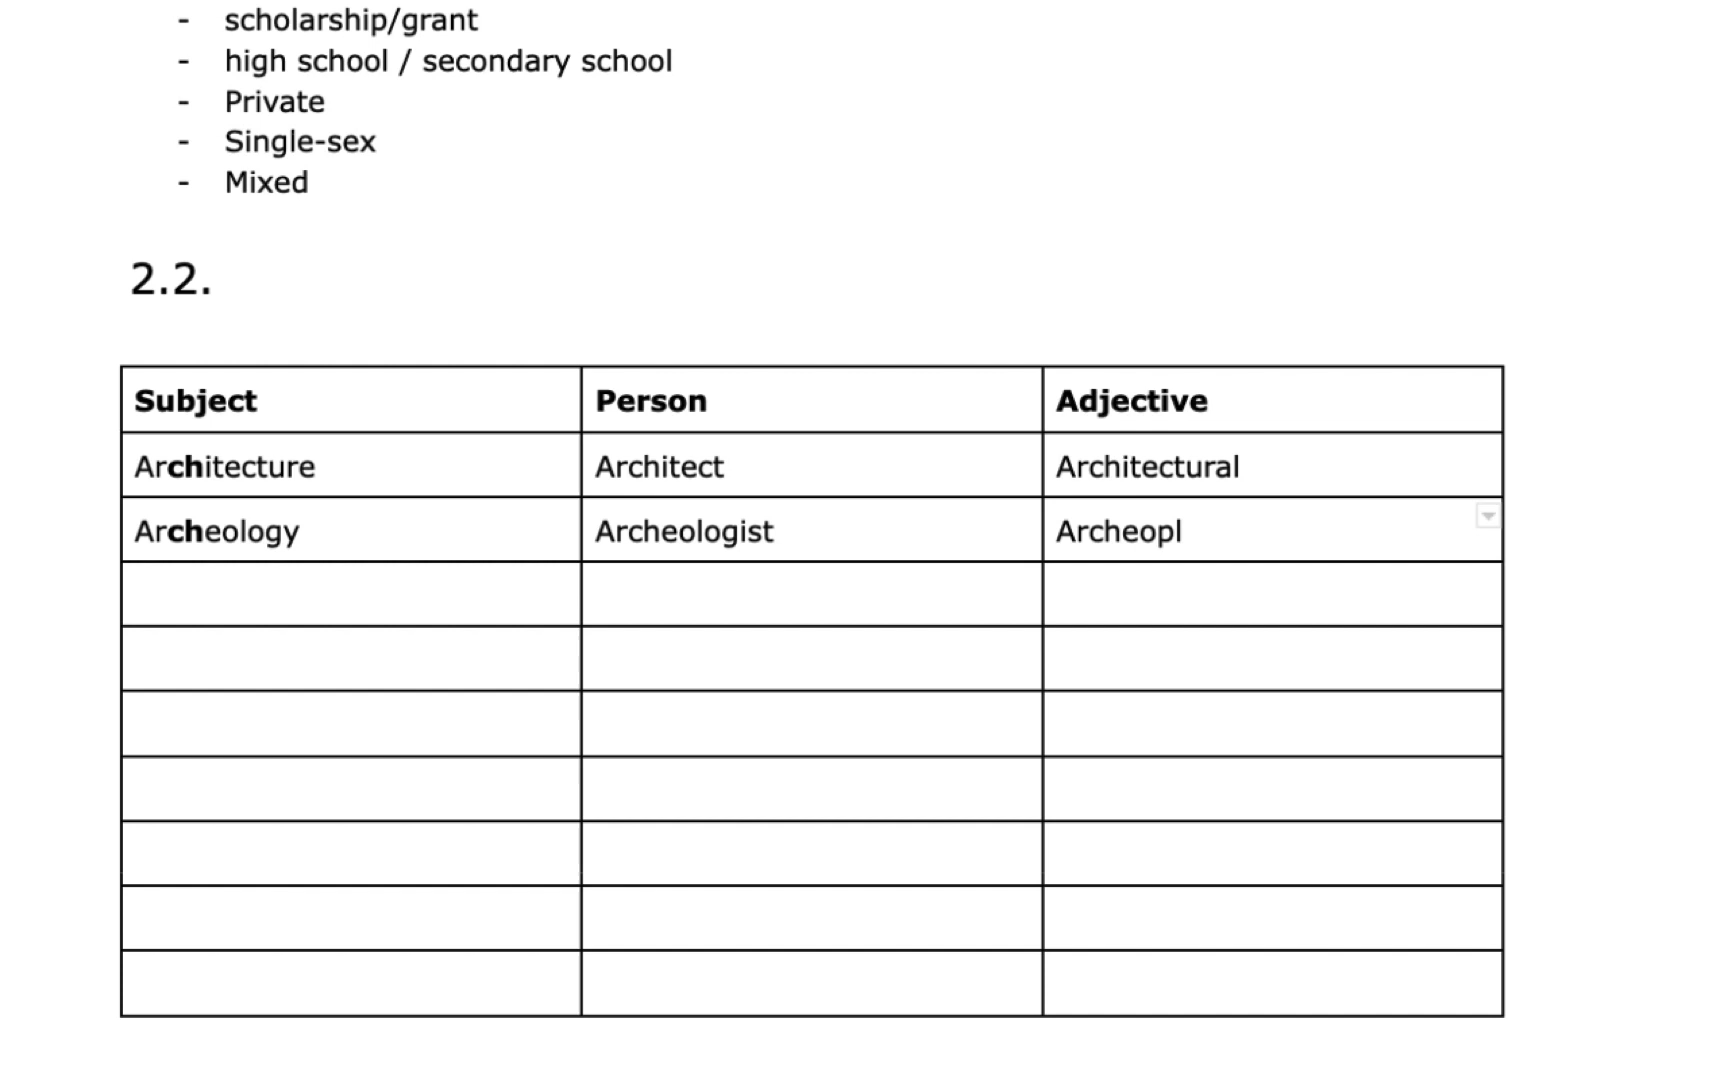 - scholarship/grant
- high school / secondary school
- Private
- Single-sex
- Mixed
2.2.
Subject Person Adjective
Architecture Architect Architectural
Archeology Archeologist Archeopl